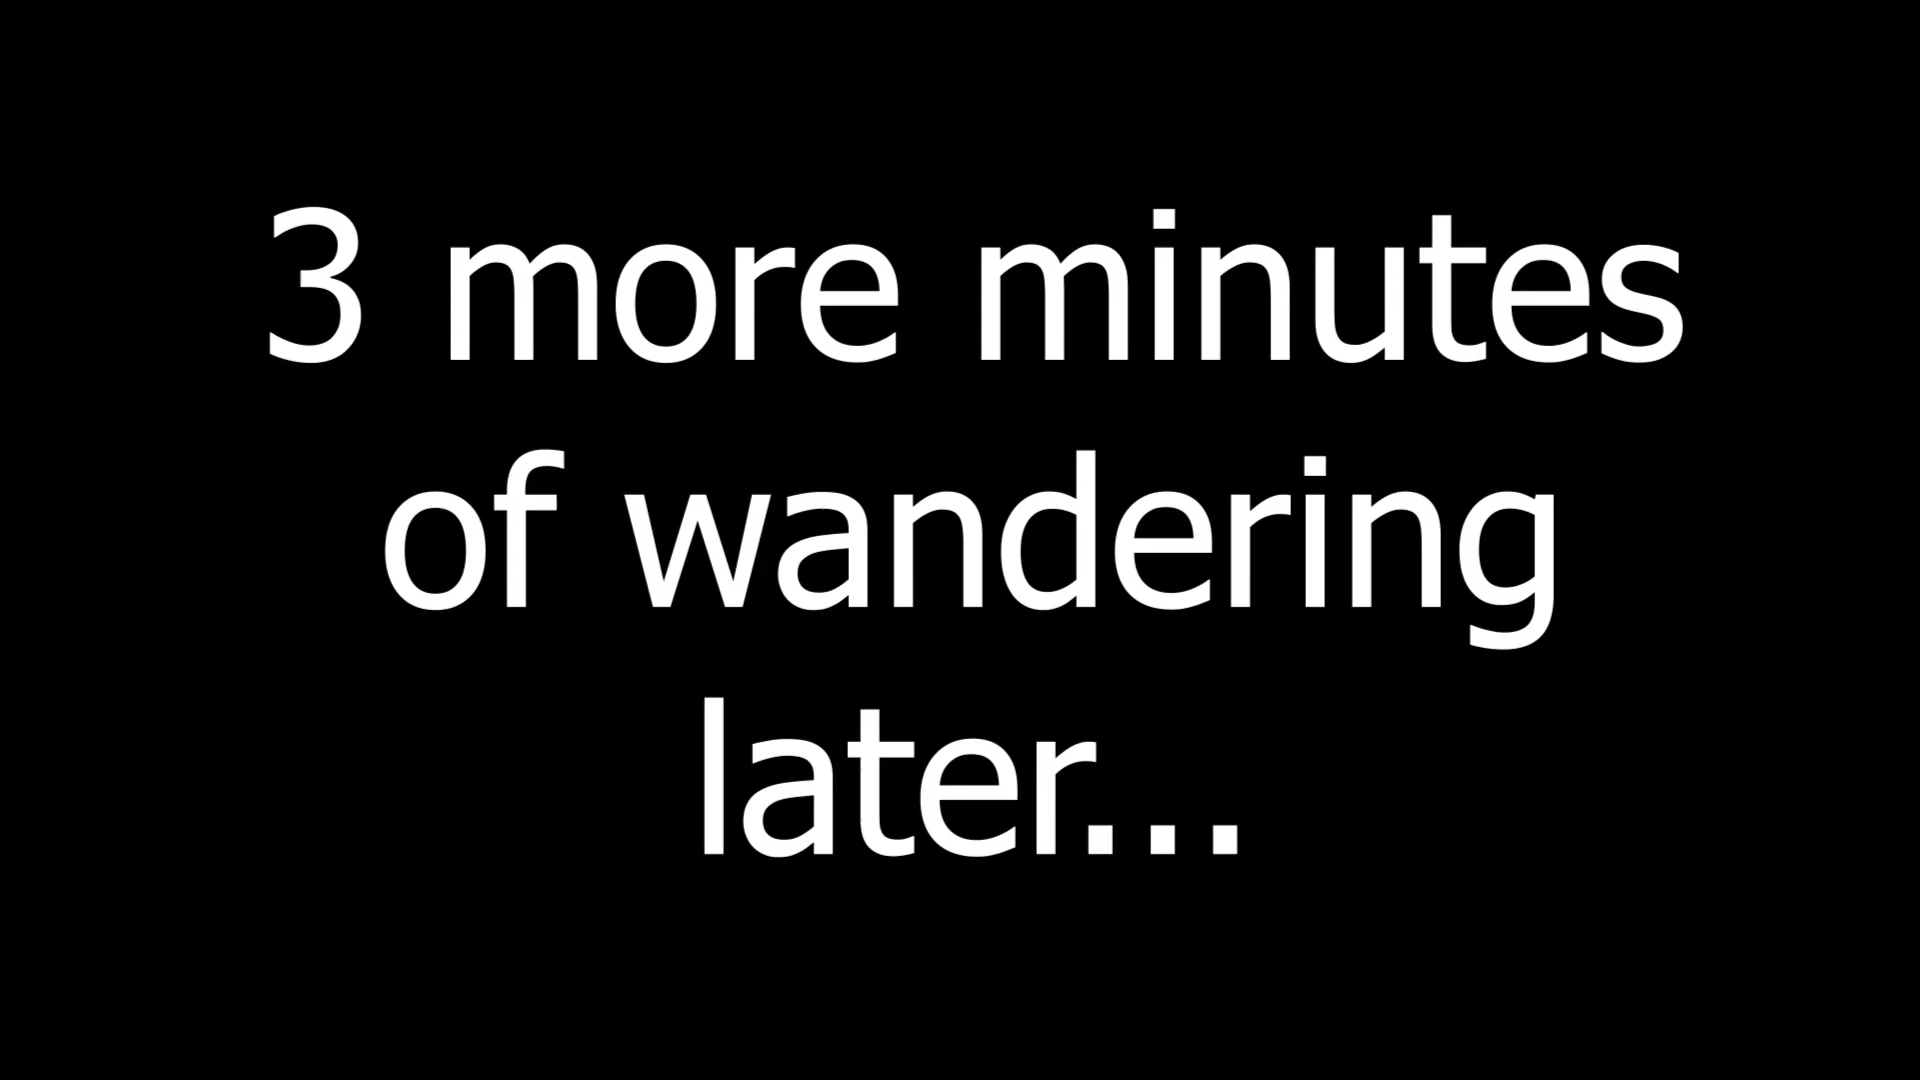 3 more minutes
of wandering
later...